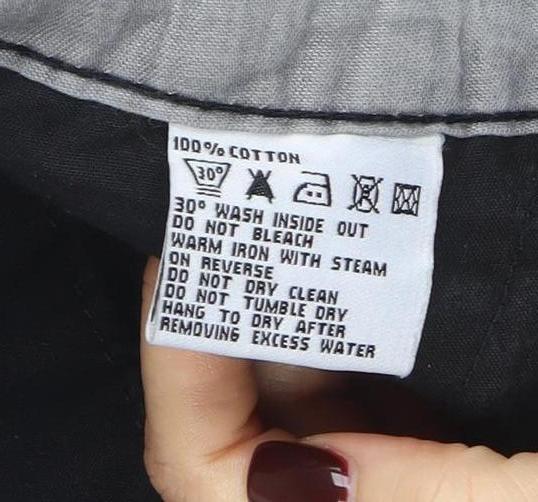 100% COTTON
30°
30° WASH INSIDE OUT
DO NOT BLEACH
WARM IRON WITH STEAM
ON REVERSE
DO NOT DRY CLEAN
DO NOT TUMBLE DRY
HANG TO DRY AFTER
REMOVING EXCESS WATER